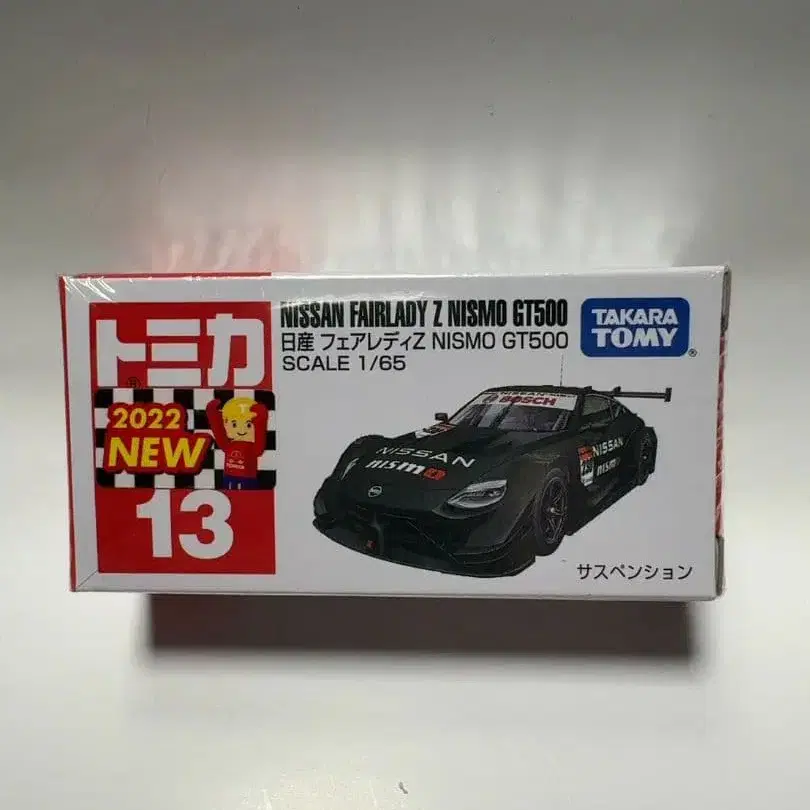 トミカ
®
2022
NEW
T
TOMICA
13
NISSAN FAIRLADY Z NISMO GT500
日産 フェアレディZ NISMO GT500
SCALE 1/65
TAKARA
TOMY
®
BOSCH
NISSAN
nismo
NISSAN
nismo
サスペンション